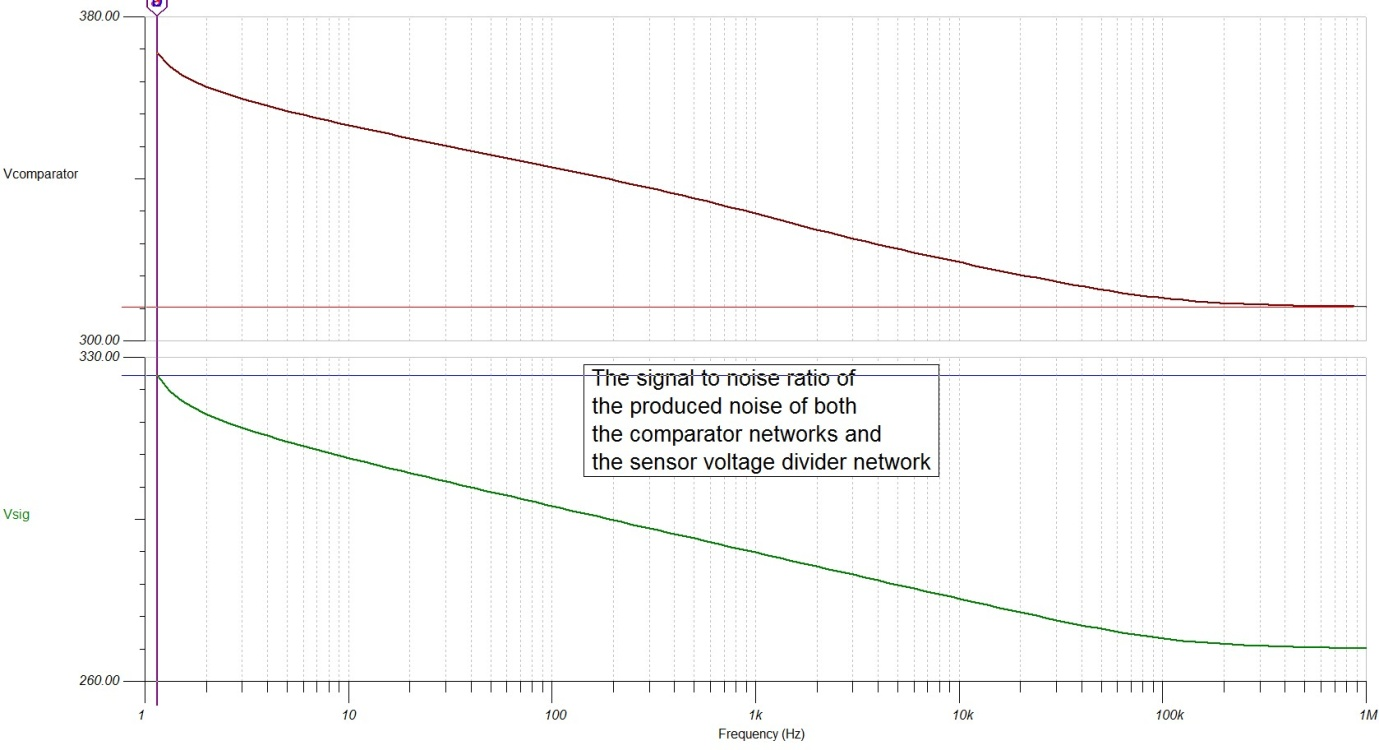 380.00
Vcomparator
300.00
330.00
The signal to noise ratio of
the produced noise of both
the comparator networks and
the sensor voltage divider network
Vsig
260.00
1 10 100 1k 10k 100k 1M
Frequency (Hz)